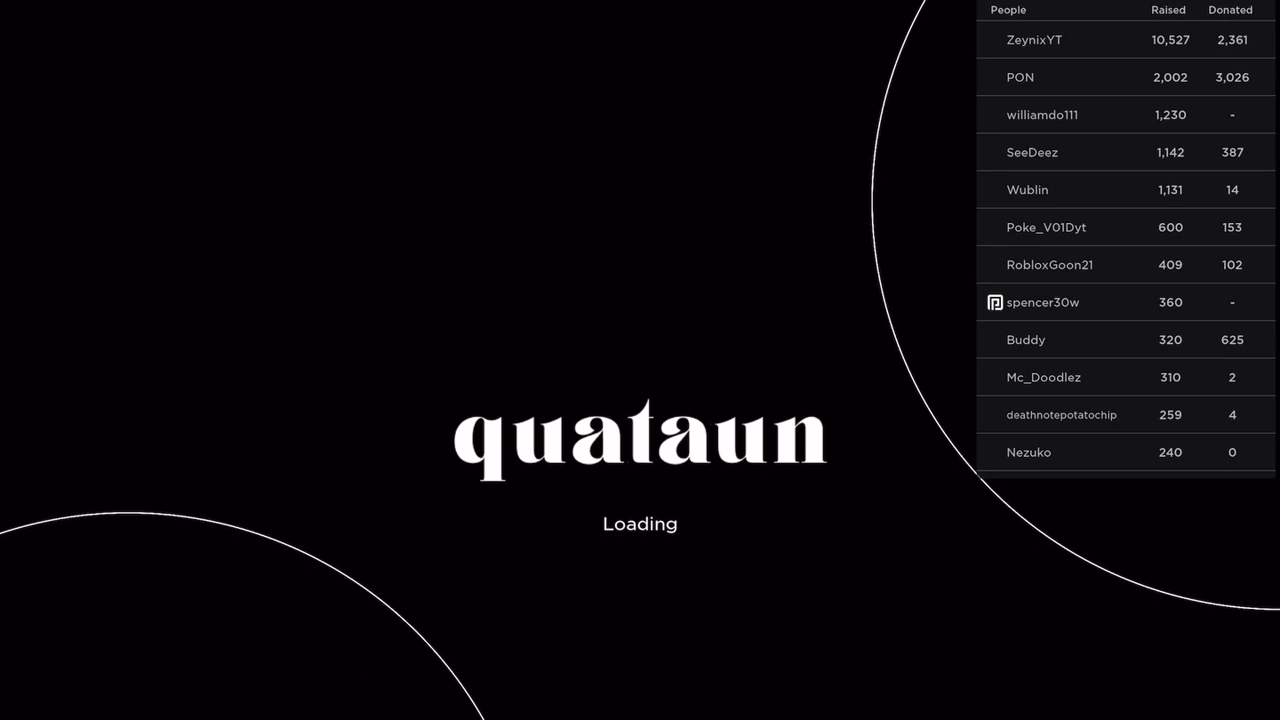 People Raised Donated
ZeynixYT 10,527 2,361
PON 2,002 3,026
williamdo111 1,230 -
SeeDeez 1,142 387
Wublin 1,131 14
Poke_V01Dyt 600 153
RobloxGoon21 409 102
spencer30w 360 -
Buddy 320 625
Mc_Doodlez 310 2
deathnotepotatochip 259 4
Nezuko 240 0
quataun
Loading